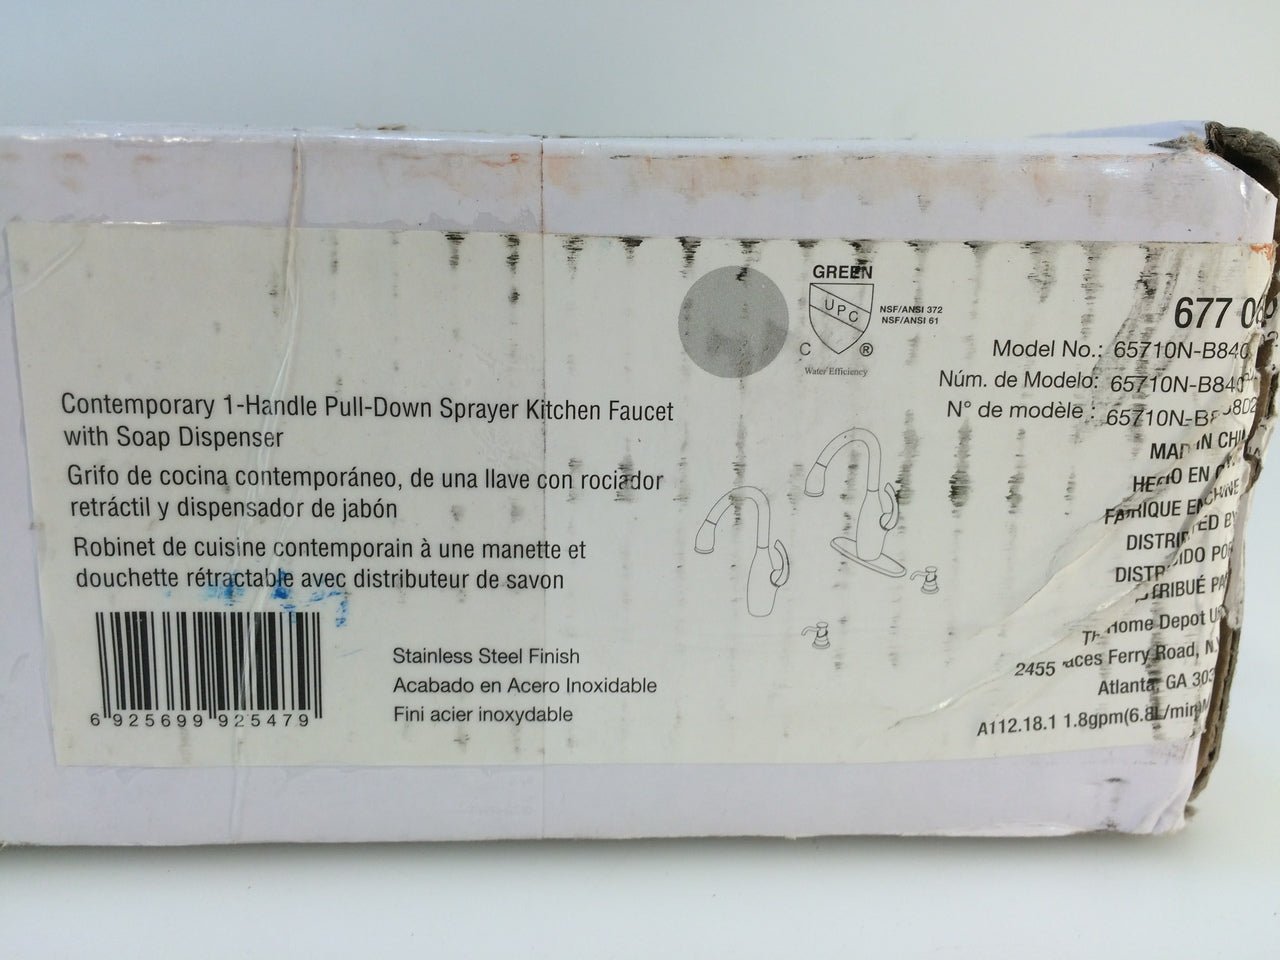 GREEN
UPC
C ®
Water Efficiency
NSF/ANSI 372
NSF/ANSI 61
677
Model No.: 65710N-B840
Núm. de Modelo: 65710N-B840
N° de modèle : 65710N-B
Contemporary 1-Handle Pull-Down Sprayer Kitchen Faucet
with Soap Dispenser
Grifo de cocina contemporáneo, de una llave con rociador
retráctil y dispensador de jabón
Robinet de cuisine contemporain à une manette et
douchette rétractable avec distributeur de savon
6 925699 925479
Stainless Steel Finish
Acabado en Acero Inoxidable
Fini acier inoxydable
IN
EN
BY
Home Depot
2455 Ferry Road,
Atlanta, GA
A112.18.1 1.8gpm(6.8L/min)